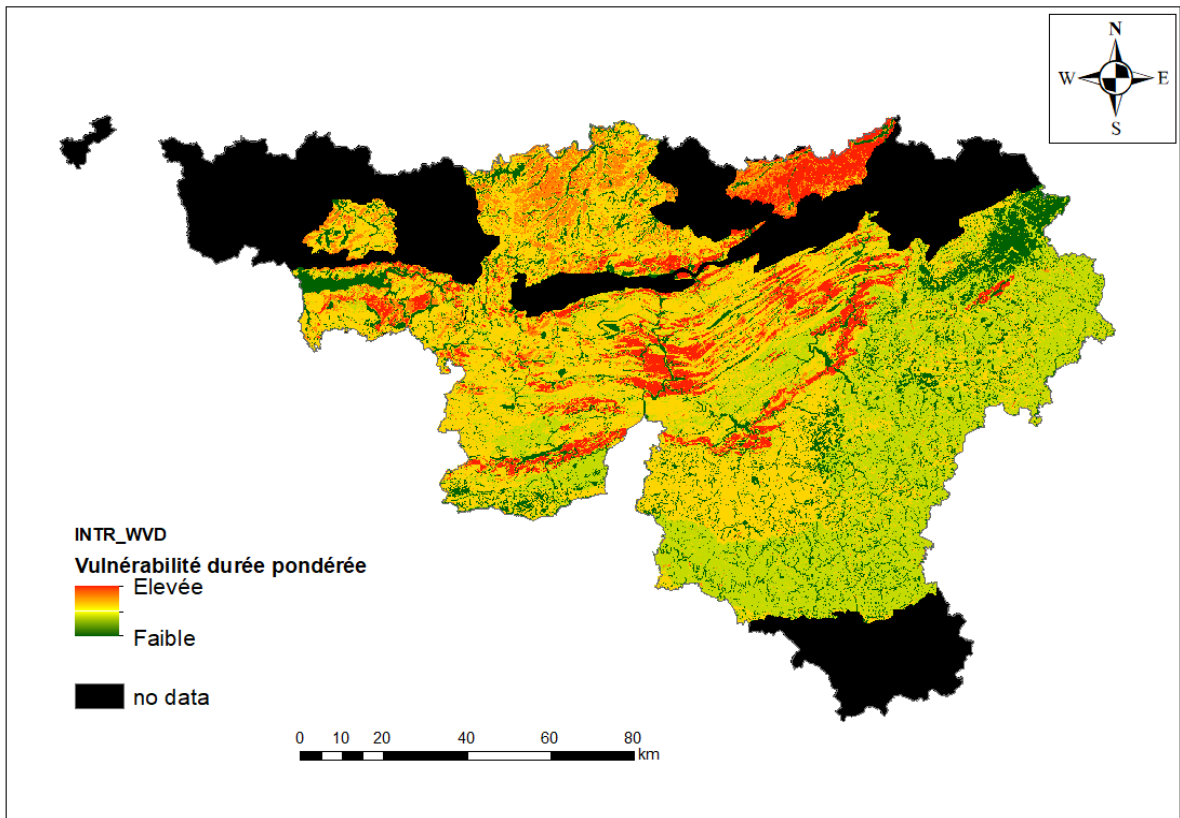 N
W E
S
INTR_WVD
Vulnérabilité durée pondérée
Elevée
Faible
no data
0 10 20 40 60 80
km